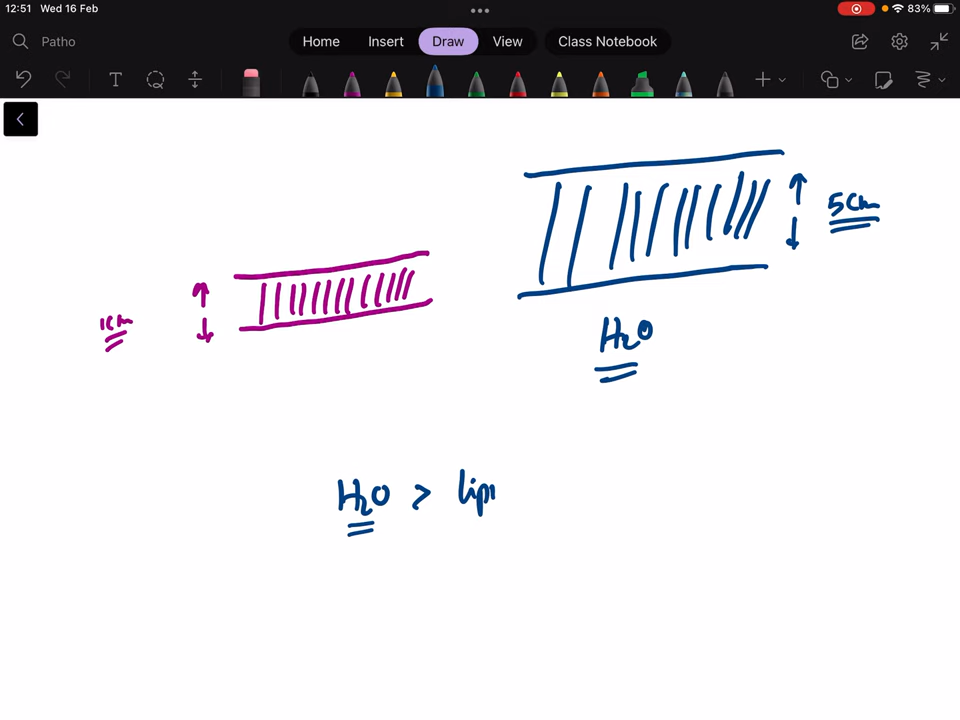 12:51 Wed 16 Feb
83%
Patho
Home Insert Draw View Class Notebook
T
5cm
1cm
H₂O
H₂O > lipi